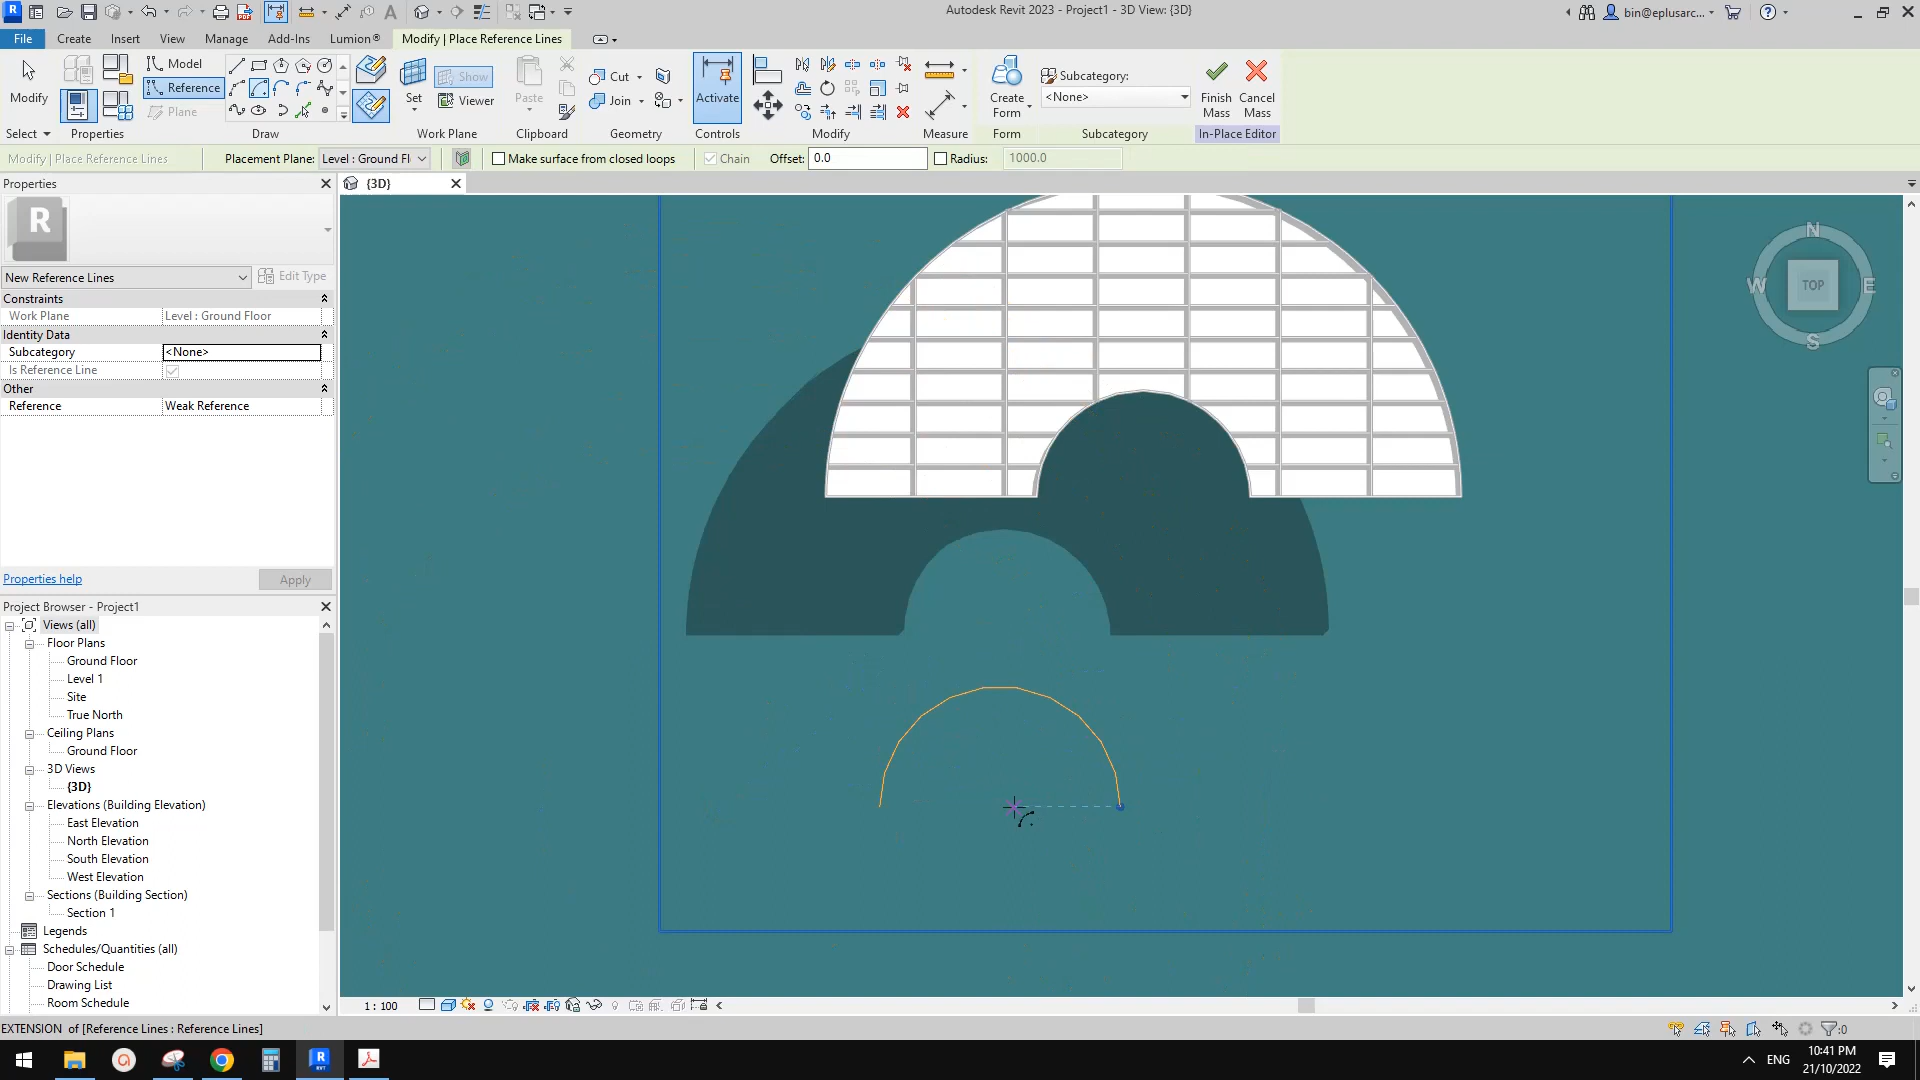 Autodesk Revit 2023 - Project1 - 3D View: {3D}
bin@eplusarc...
File Create Insert View Manage Add-Ins Lumion® Modify | Place Reference Lines
Modify
Model
Reference
Plane
Set
Show
Viewer
Paste
Cut
Join
Activate
Create Form
Subcategory:
<None>
Finish Mass
Cancel Mass
Select Properties Draw Work Plane Clipboard Geometry Controls Modify Measure Form Subcategory In-Place Editor
Modify | Place Reference Lines Placement Plane: Level : Ground Fl Make surface from closed loops Chain Offset: 0.0 Radius: 1000.0
Properties
{3D}
R
New Reference Lines Edit Type
Constraints
Work Plane Level : Ground Floor
Identity Data
Subcategory <None>
Is Reference Line
Other
Reference Weak Reference
Properties help Apply
Project Browser - Project1
Views (all)
Floor Plans
Ground Floor
Level 1
Site
True North
Ceiling Plans
Ground Floor
3D Views
{3D}
Elevations (Building Elevation)
East Elevation
North Elevation
South Elevation
West Elevation
Sections (Building Section)
Section 1
Legends
Schedules/Quantities (all)
Door Schedule
Drawing List
Room Schedule
N
W TOP E
S
1 : 100
EXTENSION of [Reference Lines : Reference Lines]
:0
ENG
10:41 PM
21/10/2022